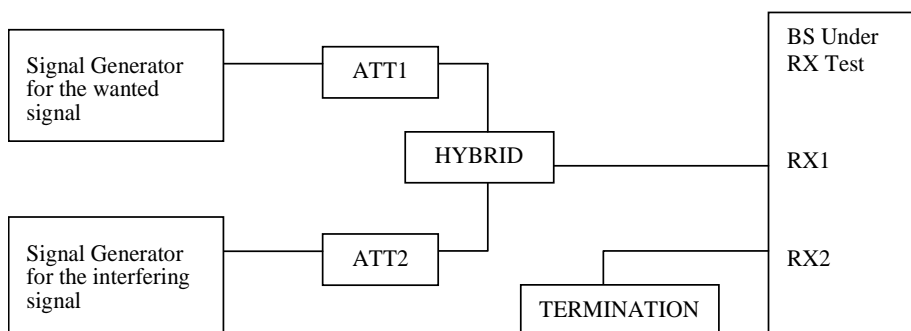 Signal Generator
for the wanted
signal
ATT1
BS Under
RX Test
HYBRID
RX1
Signal Generator
for the interfering
signal
ATT2
RX2
TERMINATION